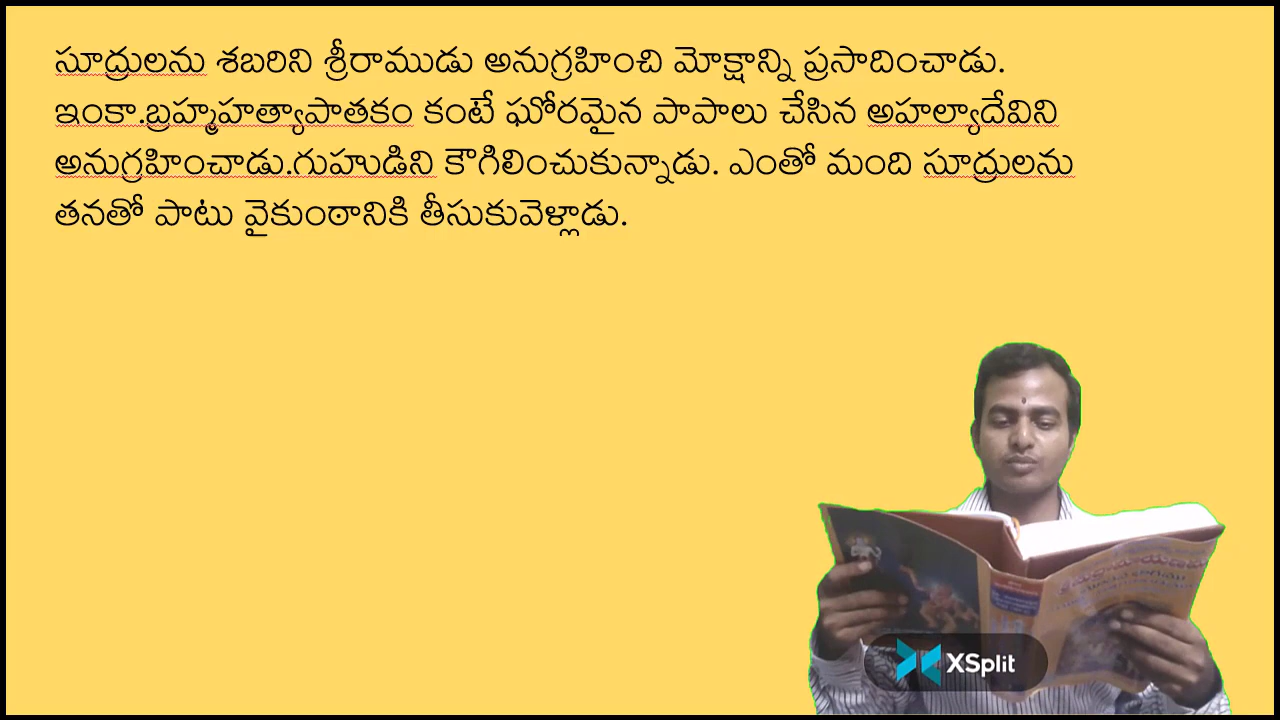 సూద్రులను శబరిని శ్రీరాముడు అనుగ్రహించి మోక్షాన్ని ప్రసాదించాడు.
ఇంకా.బ్రహ్మహత్యాపాతకం కంటే ఘోరమైన పాపాలు చేసిన అహల్యాదేవిని
అనుగ్రహించాడు.గుహుడిని కౌగిలించుకున్నాడు. ఎంతో మంది సూద్రులను
తనతో పాటు వైకుంఠానికి తీసుకువెళ్లాడు.
XSplit